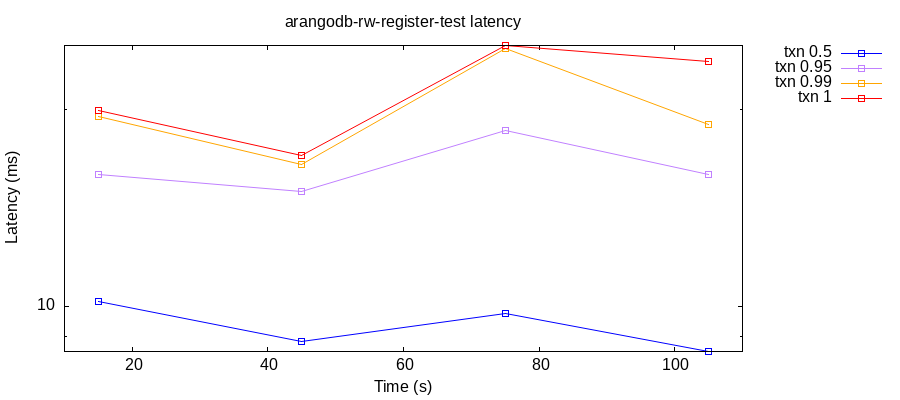 arangodb-rw-register-test latency
txn 0.5
txn 0.95
txn 0.99
txn 1
Latency (ms)
10
20
40
60
80
100
Time (s)